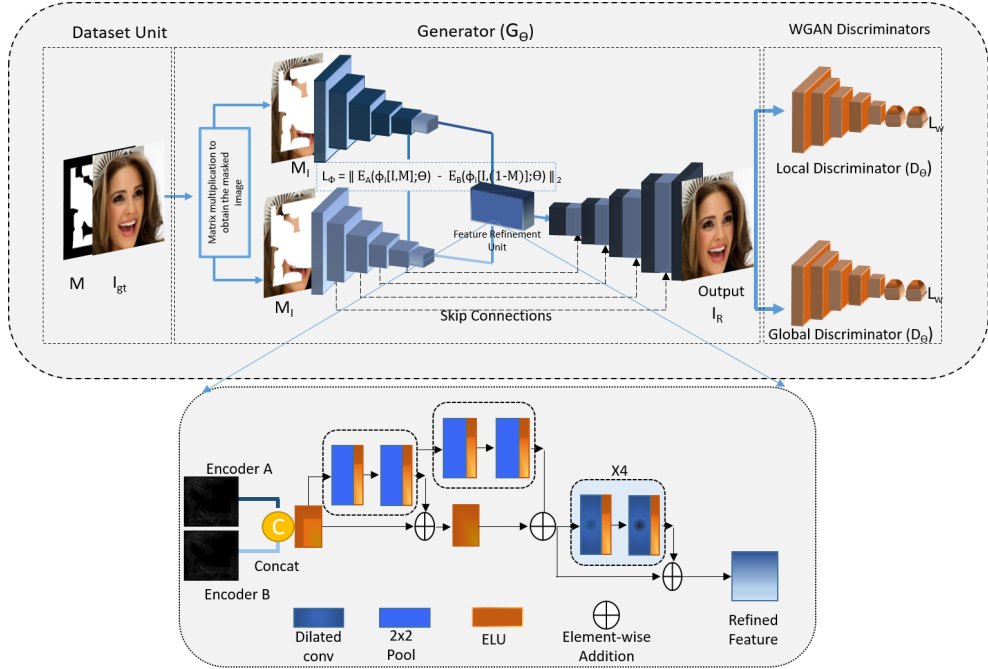 Dataset Unit
Generator (G_Θ)
WGAN Discriminators
Matrix multiplication to
obtain the masked
image
M_I
L_Φ = ‖ E_A(ϕ_i[I,M];Θ) - E_B(ϕ_i[I,(1-M)];Θ) ‖_2
L_w
Local Discriminator (D_Θ)
Feature Refinement
Unit
M I_gt
M_I
Skip Connections
Output
I_R
L_w
Global Discriminator (D_Θ)
X4
Encoder A
C
Concat
Encoder B
Dilated
conv
2x2
Pool
ELU
Element-wise
Addition
Refined
Feature